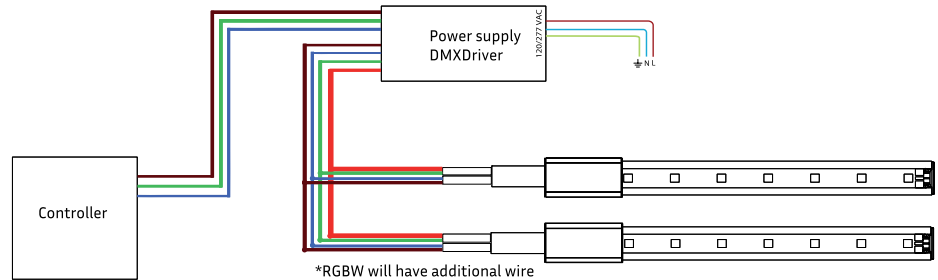 Power supply
DMXDriver
120/277 VAC
N L
Controller
*RGBW will have additional wire